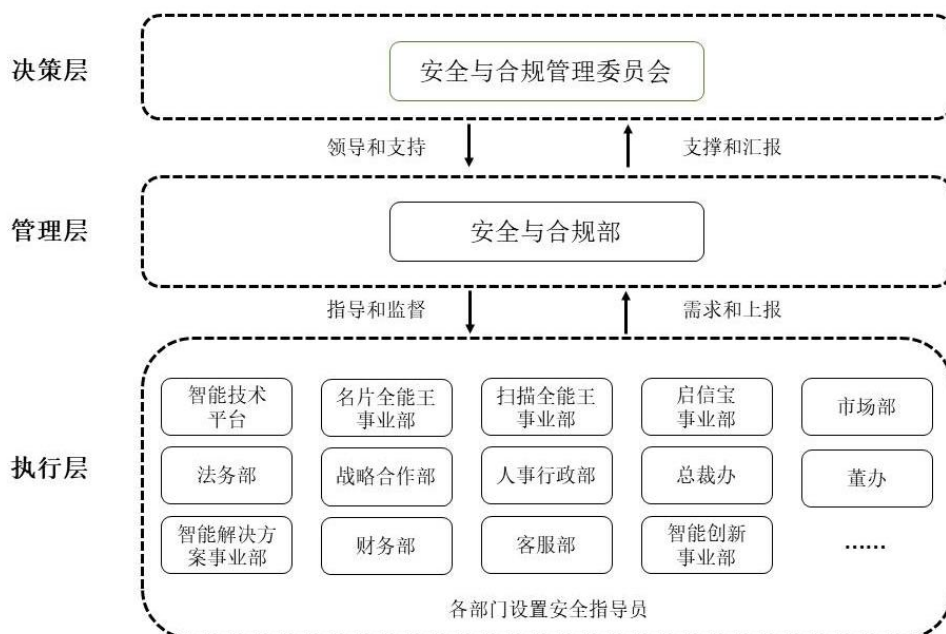 决策层
安全与合规管理委员会
领导和支持
支撑和汇报
管理层
安全与合规部
指导和监督
需求和上报
执行层
智能技术
平台
名片全能王
事业部
扫描全能王
事业部
启信宝
事业部
市场部
法务部
战略合作部
人事行政部
总裁办
董办
智能解决方
案事业部
财务部
客服部
智能创新
事业部
……
各部门设置安全指导员